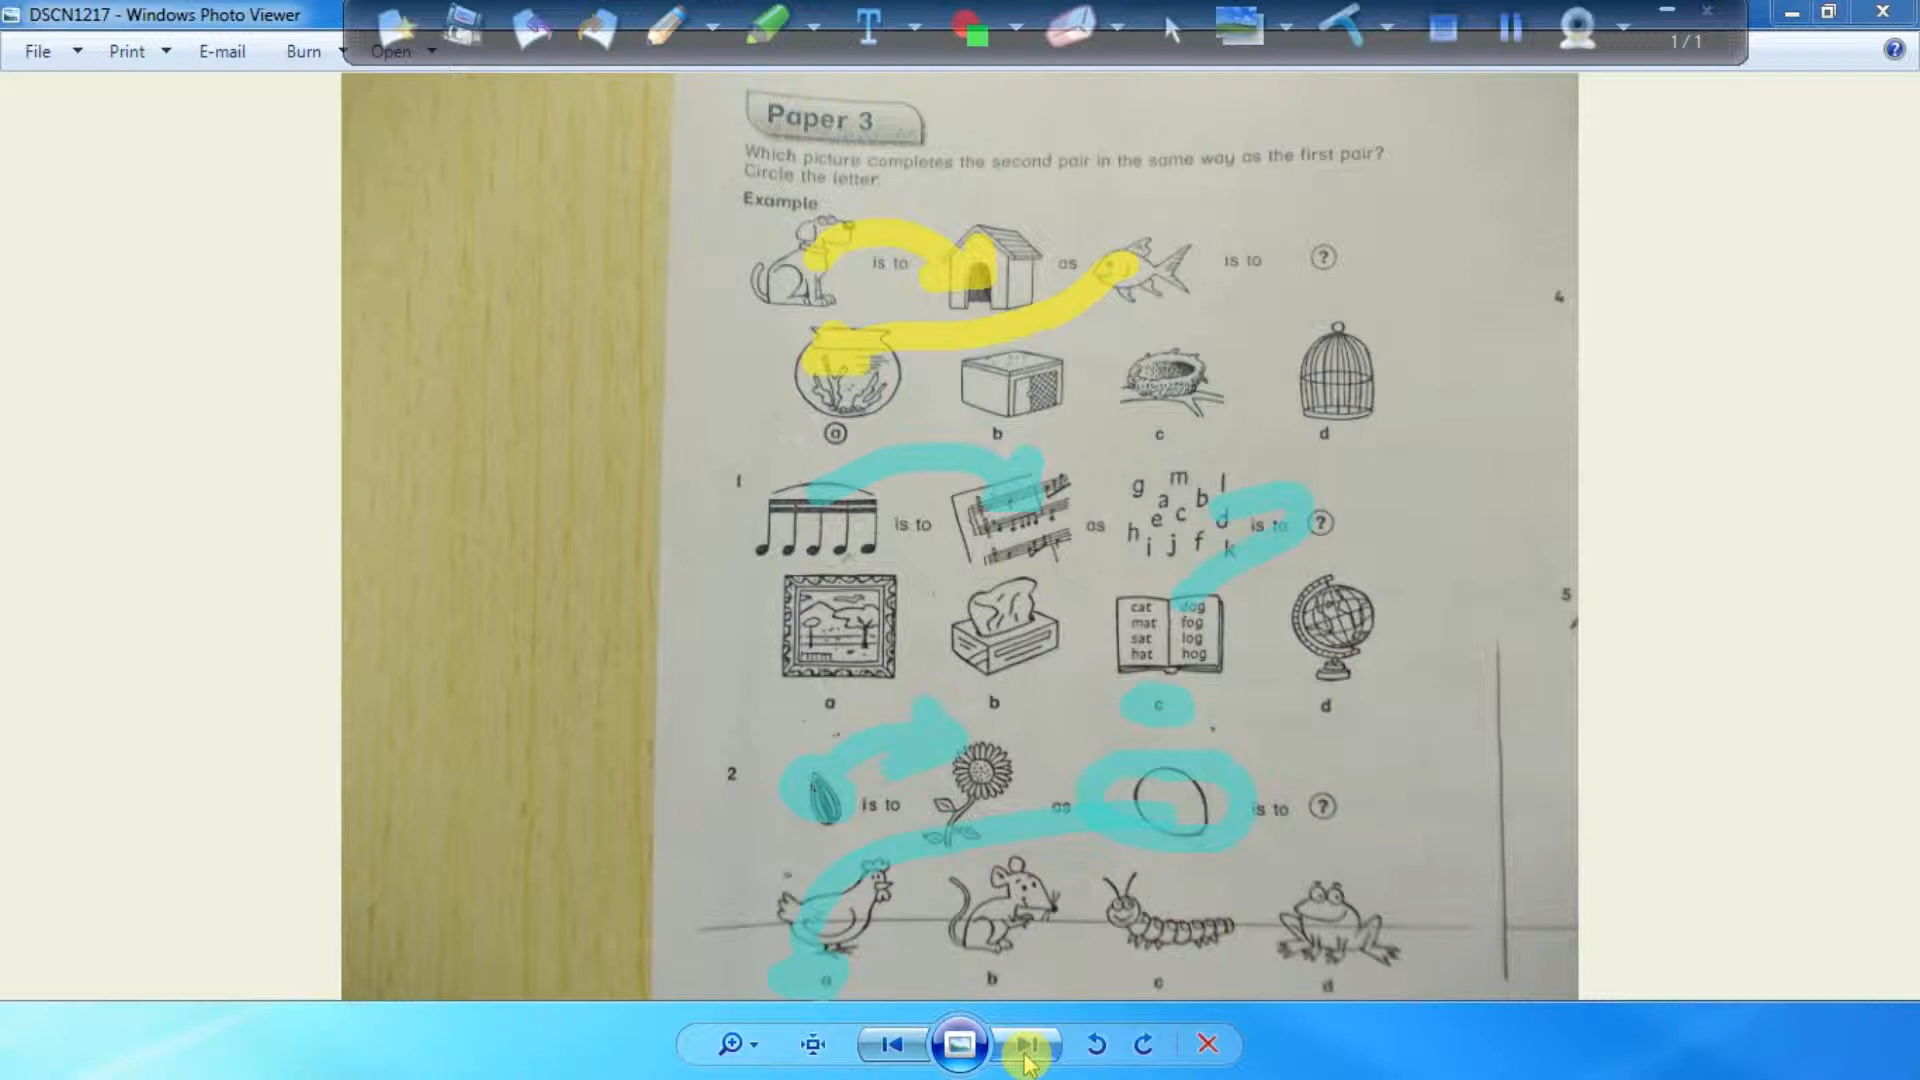 DSCN1217 - Windows Photo Viewer
File Print E-mail Burn Open
1/1
Paper 3
Which picture completes the second pair in the same way as the first pair?
Circle the letter.
Example
is to as is to ?
4
a b c d
1 is to as is to ?
g m l
a b
e c d
h i j f k
5
cat dog
mat fog
sat log
hat hog
a b c d
2 is to as is to ?
a b c d